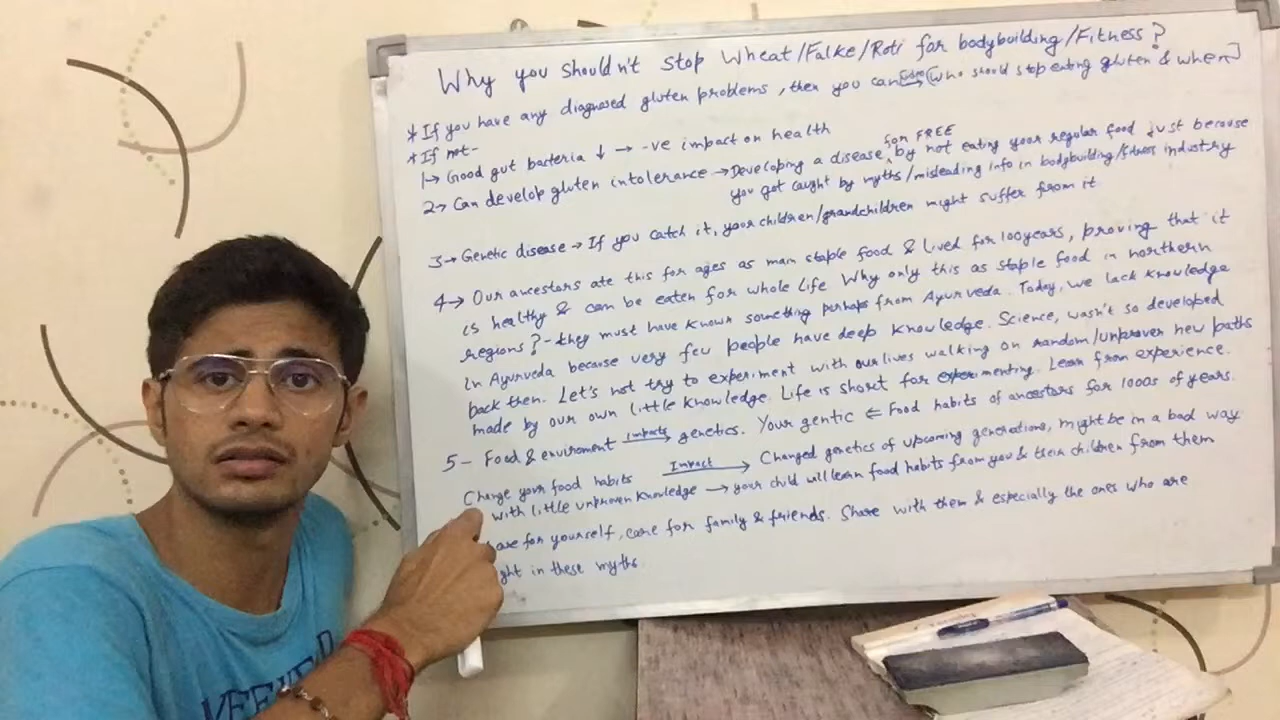 Why you shouldn't stop Wheat/Falke/Roti for bodybuilding/Fitness?
* If you have any diagnosed gluten problems, then you can → (who should stop eating gluten & when)
* If not-
1→ Good gut bacteria ↓ → -ve impact on health
2→ Can develop gluten intolerance → Developing a disease, for FREE by not eating your regular food just because
you got caught by myths/misleading info in bodybuilding/fitness industry
3→ Genetic disease → If you catch it, your children/grandchildren might suffer from it
4→ Our ancestors ate this for ages as main staple food & lived for 100years, proving that it
is healthy & can be eaten for whole life. Why only this as staple food in northern
regions? - they must have known something perhaps from Ayurveda. Today, we lack knowledge
in Ayurveda because very few people have deep knowledge. Science, wasn't so developed
back then. Let's not try to experiment with our lives walking on random/unproven new paths
made by our own little knowledge. Life is short for experimenting. Learn from experience.
5- Food & enviroment Impacts → genetics. Your gentic ⇐ Food habits of ancestors for 1000s of years.
Change your food habits with little unknown knowledge Impact → Changed genetics of upcoming generations, might be in a bad way
→ your child will learn food habits from you & their children from them
are for yourself, care for family & friends. Share with them & especially the ones who are
ght in these myths.